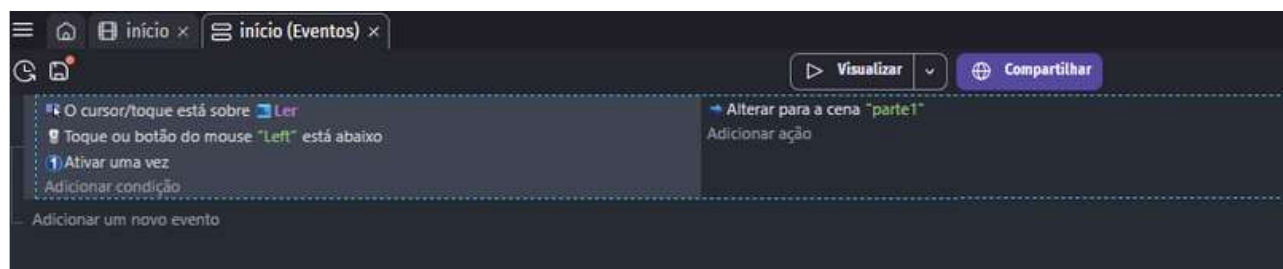 início × início (Eventos) ×
Visualizar Compartilhar
O cursor/toque está sobre Ler
Alterar para a cena "parte1"
Toque ou botão do mouse "Left" está abaixo
Adicionar ação
1 Ativar uma vez
Adicionar condição
Adicionar um novo evento